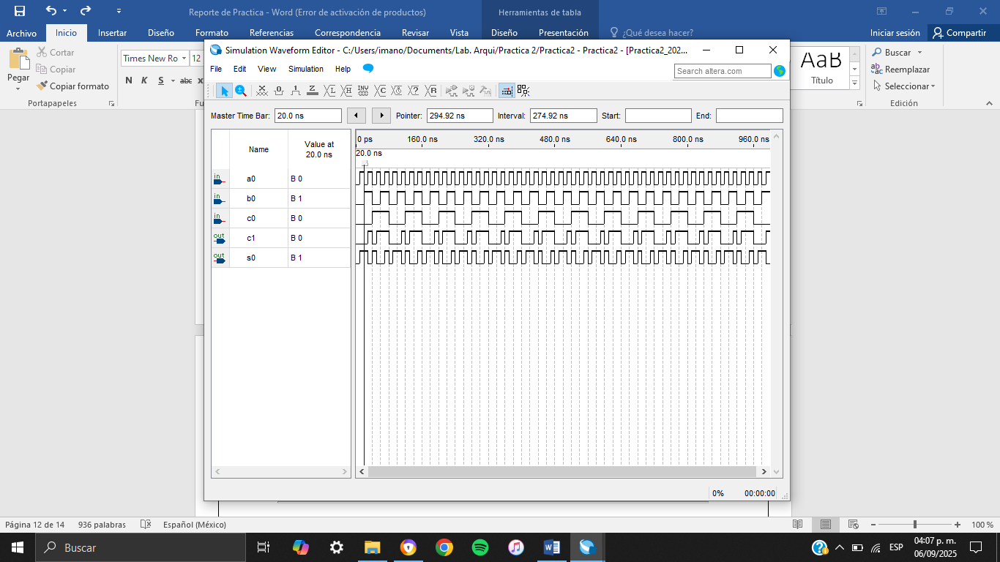 Reporte de Practica - Word (Error de activación de productos)
Herramientas de tabla
Archivo Inicio Insertar Diseño Formato Referencias Correspondencia Revisar Vista Diseño Presentación ¿Qué desea hacer? Iniciar sesión Compartir
Pegar
Cortar
Copiar
Copiar formato
Portapapeles
Times New Ro 12
N K S abc x
Fu
AaB
Título
Buscar
Reemplazar
Seleccionar
Edición
Simulation Waveform Editor - C:/Users/imano/Documents/Lab. Arqui/Practica 2/Practica2 - Practica2 - [Practica2_202...
File Edit View Simulation Help
Search altera.com
Master Time Bar: 20.0 ns Pointer: 294.92 ns Interval: 274.92 ns Start: End:
Name Value at
20.0 ns
0 ps 160.0 ns 320.0 ns 480.0 ns 640.0 ns 800.0 ns 960.0 ns
20.0 ns
in a0 B 0
in b0 B 1
in c0 B 0
out c1 B 0
out s0 B 1
0% 00:00:00
Página 12 de 14 936 palabras Español (México) 100 %
Buscar
ESP
04:07 p. m.
06/09/2025